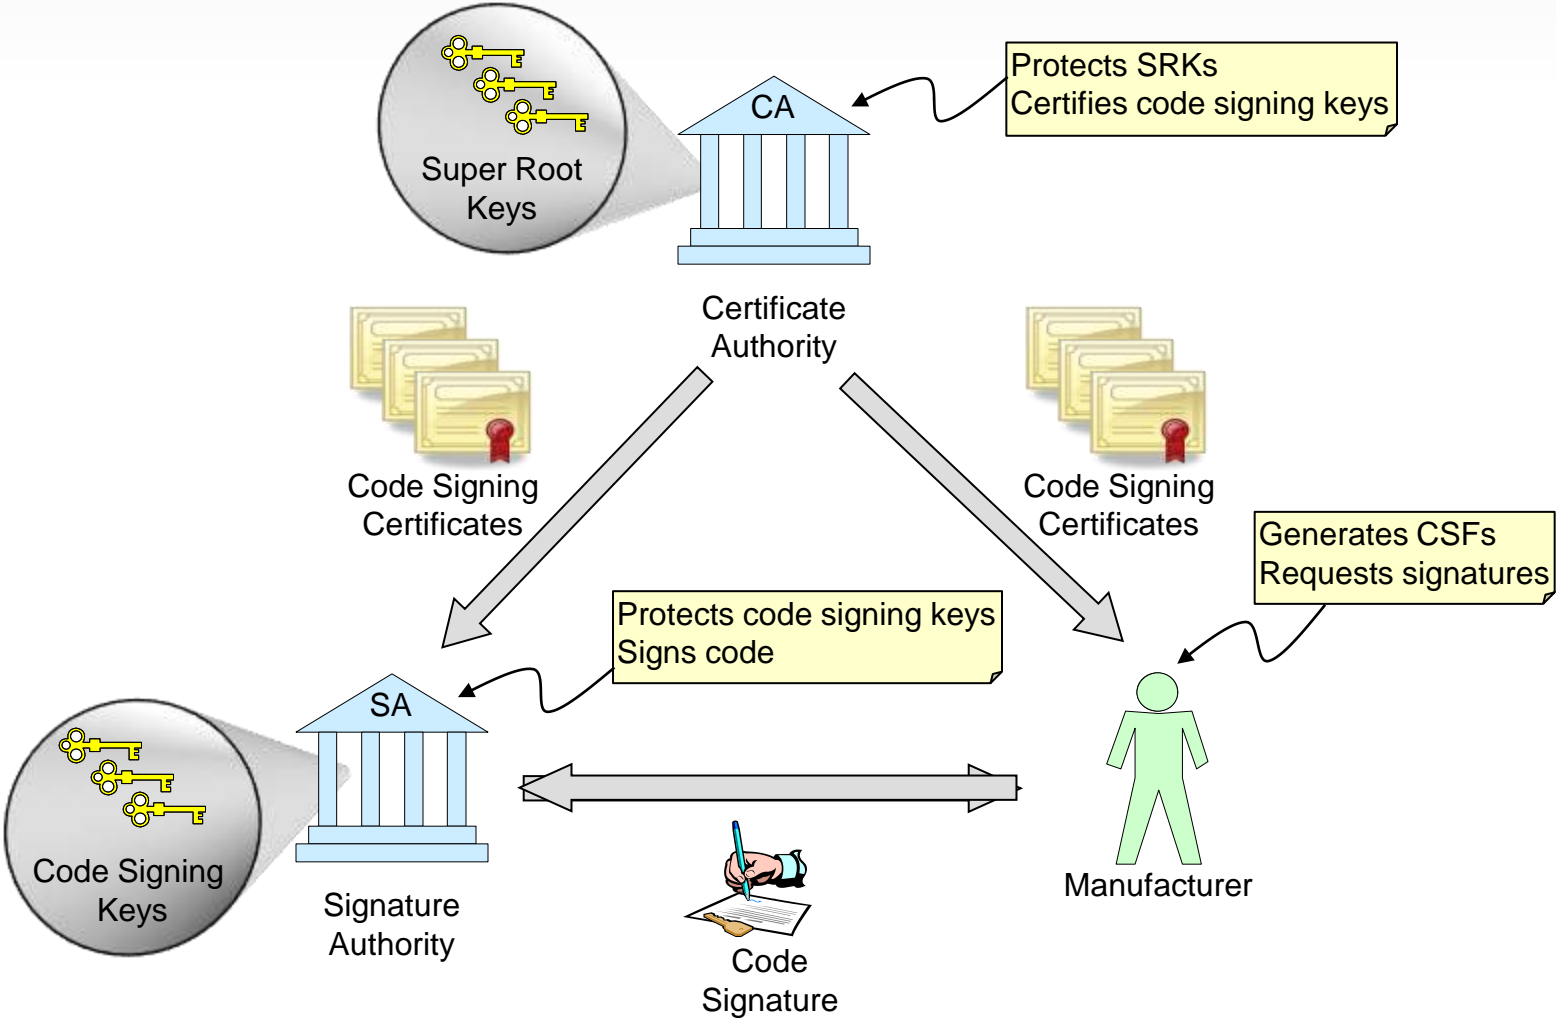 Super Root
Keys
CA
Protects SRKs
Certifies code signing keys
Certificate
Authority
Code Signing
Certificates
Code Signing
Certificates
Generates CSFs
Requests signatures
Protects code signing keys
Signs code
SA
Code Signing
Keys
Signature
Authority
Code
Signature
Manufacturer